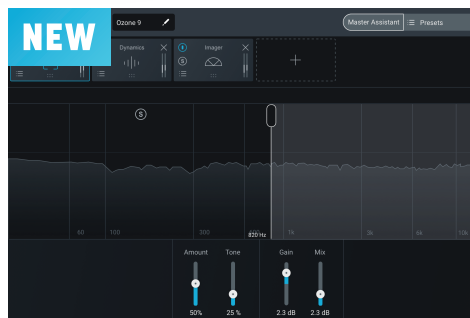 NEW
Ozone 9
Master Assistant
Presets
Dynamics
Imager
S
S
60
100
300
820 Hz
1k
3k
6k
10k
Amount
Tone
Gain
Mix
50%
25 %
2.3 dB
2.3 dB